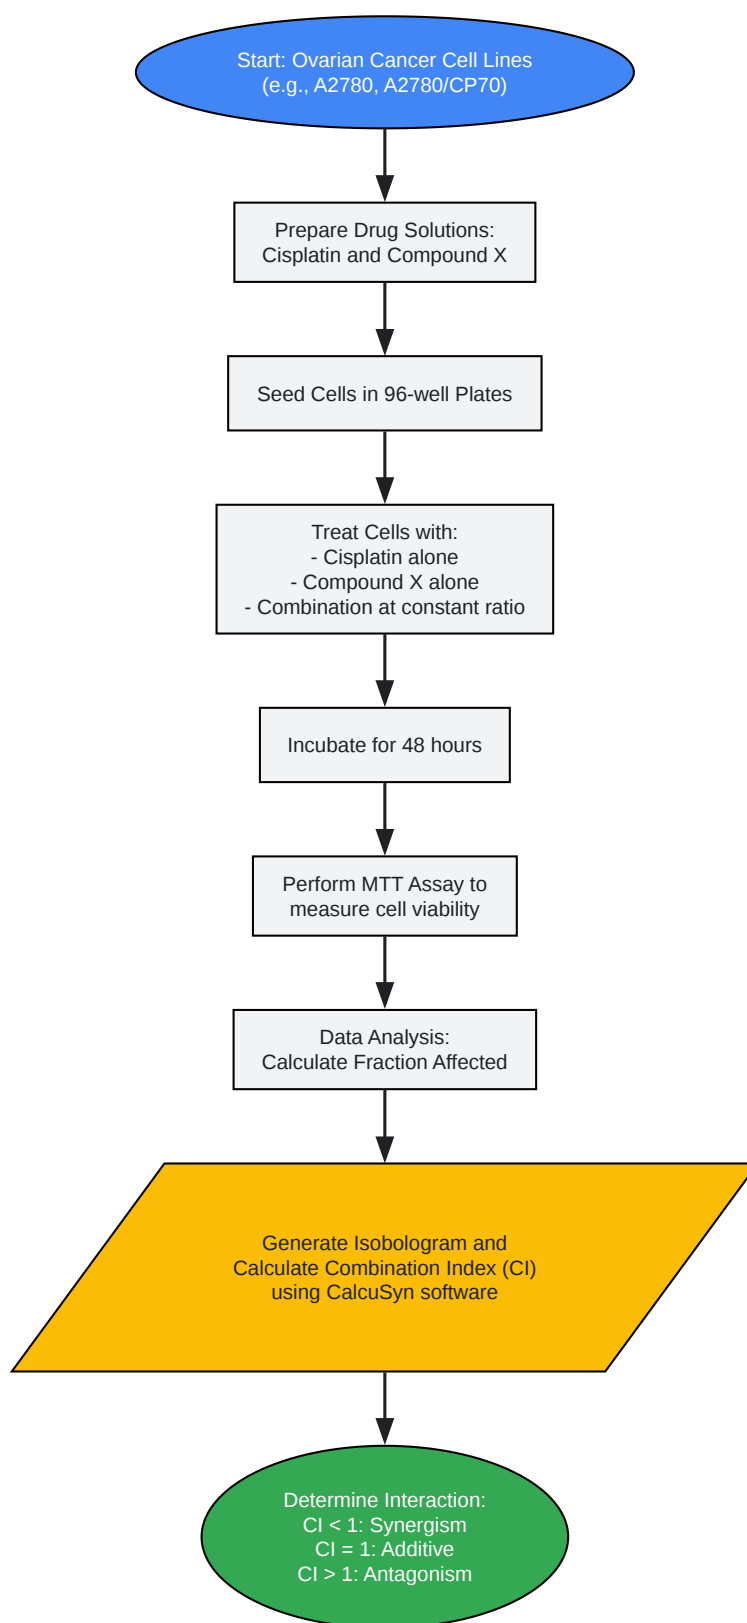 Start: Ovarian Cancer Cell Lines
(e.g., A2780, A2780/CP70)
Prepare Drug Solutions:
Cisplatin and Compound X
Seed Cells in 96-well Plates
Treat Cells with:
- Cisplatin alone
- Compound X alone
- Combination at constant ratio
Incubate for 48 hours
Perform MTT Assay to
measure cell viability
Data Analysis:
Calculate Fraction Affected
Generate Isobologram and
Calculate Combination Index (CI)
using CalcuSyn software
Determine Interaction:
CI < 1: Synergism
CI = 1: Additive
CI > 1: Antagonism